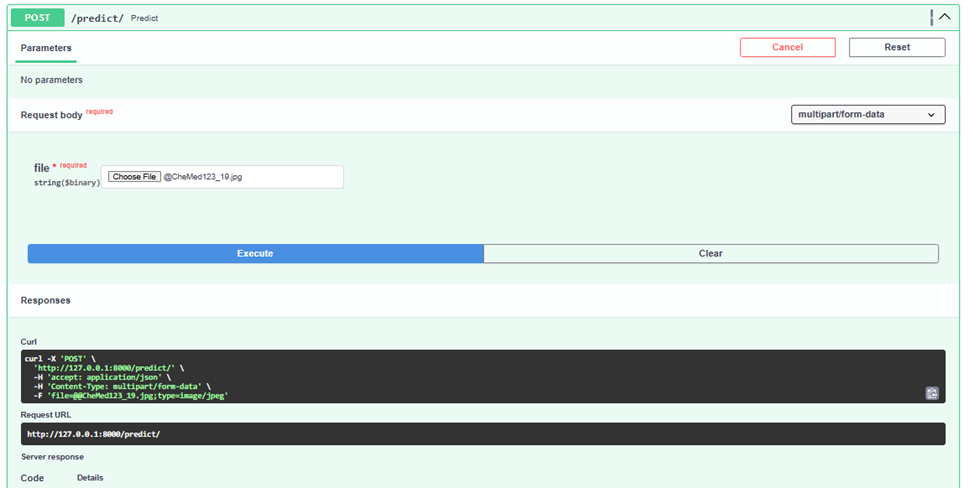 POST /predict/ Predict
Parameters Cancel Reset
No parameters
Request body required multipart/form-data
file * required
string($binary) Choose File @CheMed123_19.jpg
Execute Clear
Responses
Curl
curl -X 'POST' \
'http://127.0.0.1:8000/predict/' \
-H 'accept: application/json' \
-H 'Content-Type: multipart/form-data' \
-F 'file=@@CheMed123_19.jpg;type=image/jpeg'
Request URL
http://127.0.0.1:8000/predict/
Server response
Code Details